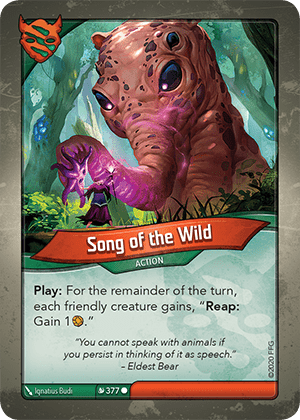 Song of the Wild
ACTION
Play: For the remainder of the turn,
each friendly creature gains, “Reap:
Gain 1.”
“You cannot speak with animals if
you persist in thinking of it as speech.”
– Eldest Bear
©2020 FFG
Ignatius Budi
377